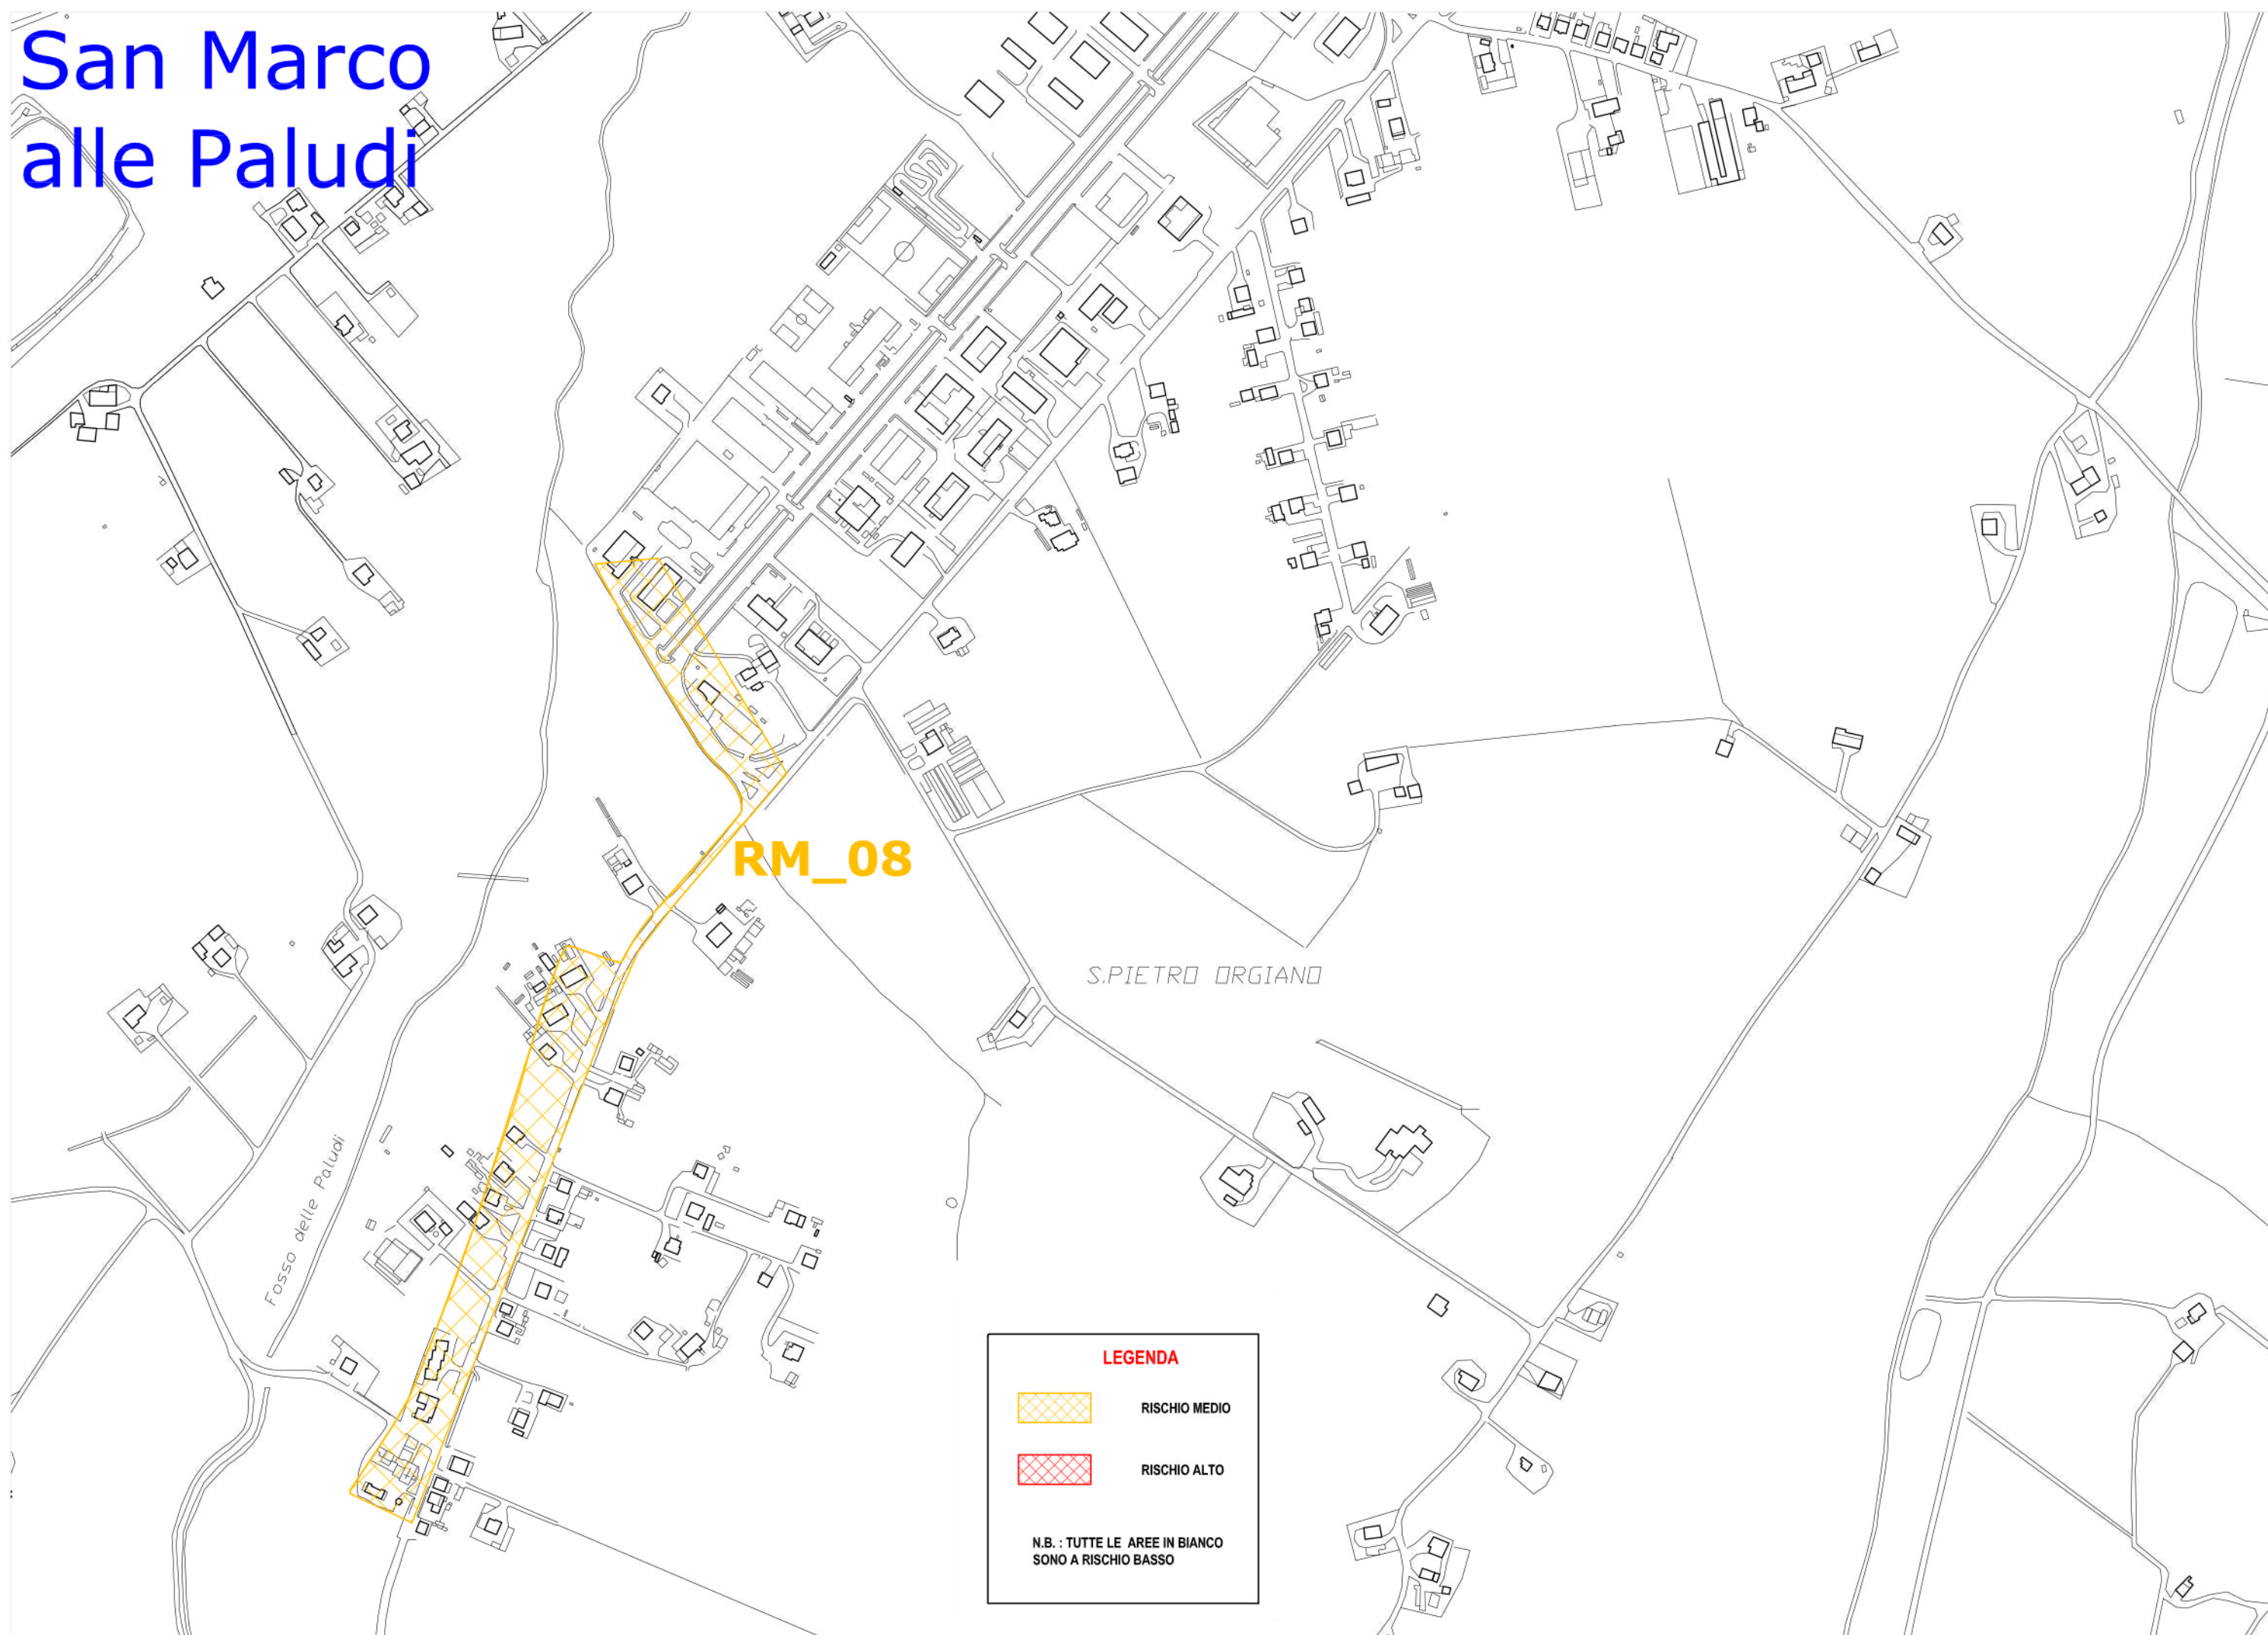 San Marco
alle Paludi
RM_08
S.PIETRO ORGIANO
Fosso delle Paludi
LEGENDA
RISCHIO MEDIO
RISCHIO ALTO
N.B. : TUTTE LE AREE IN BIANCO
SONO A RISCHIO BASSO